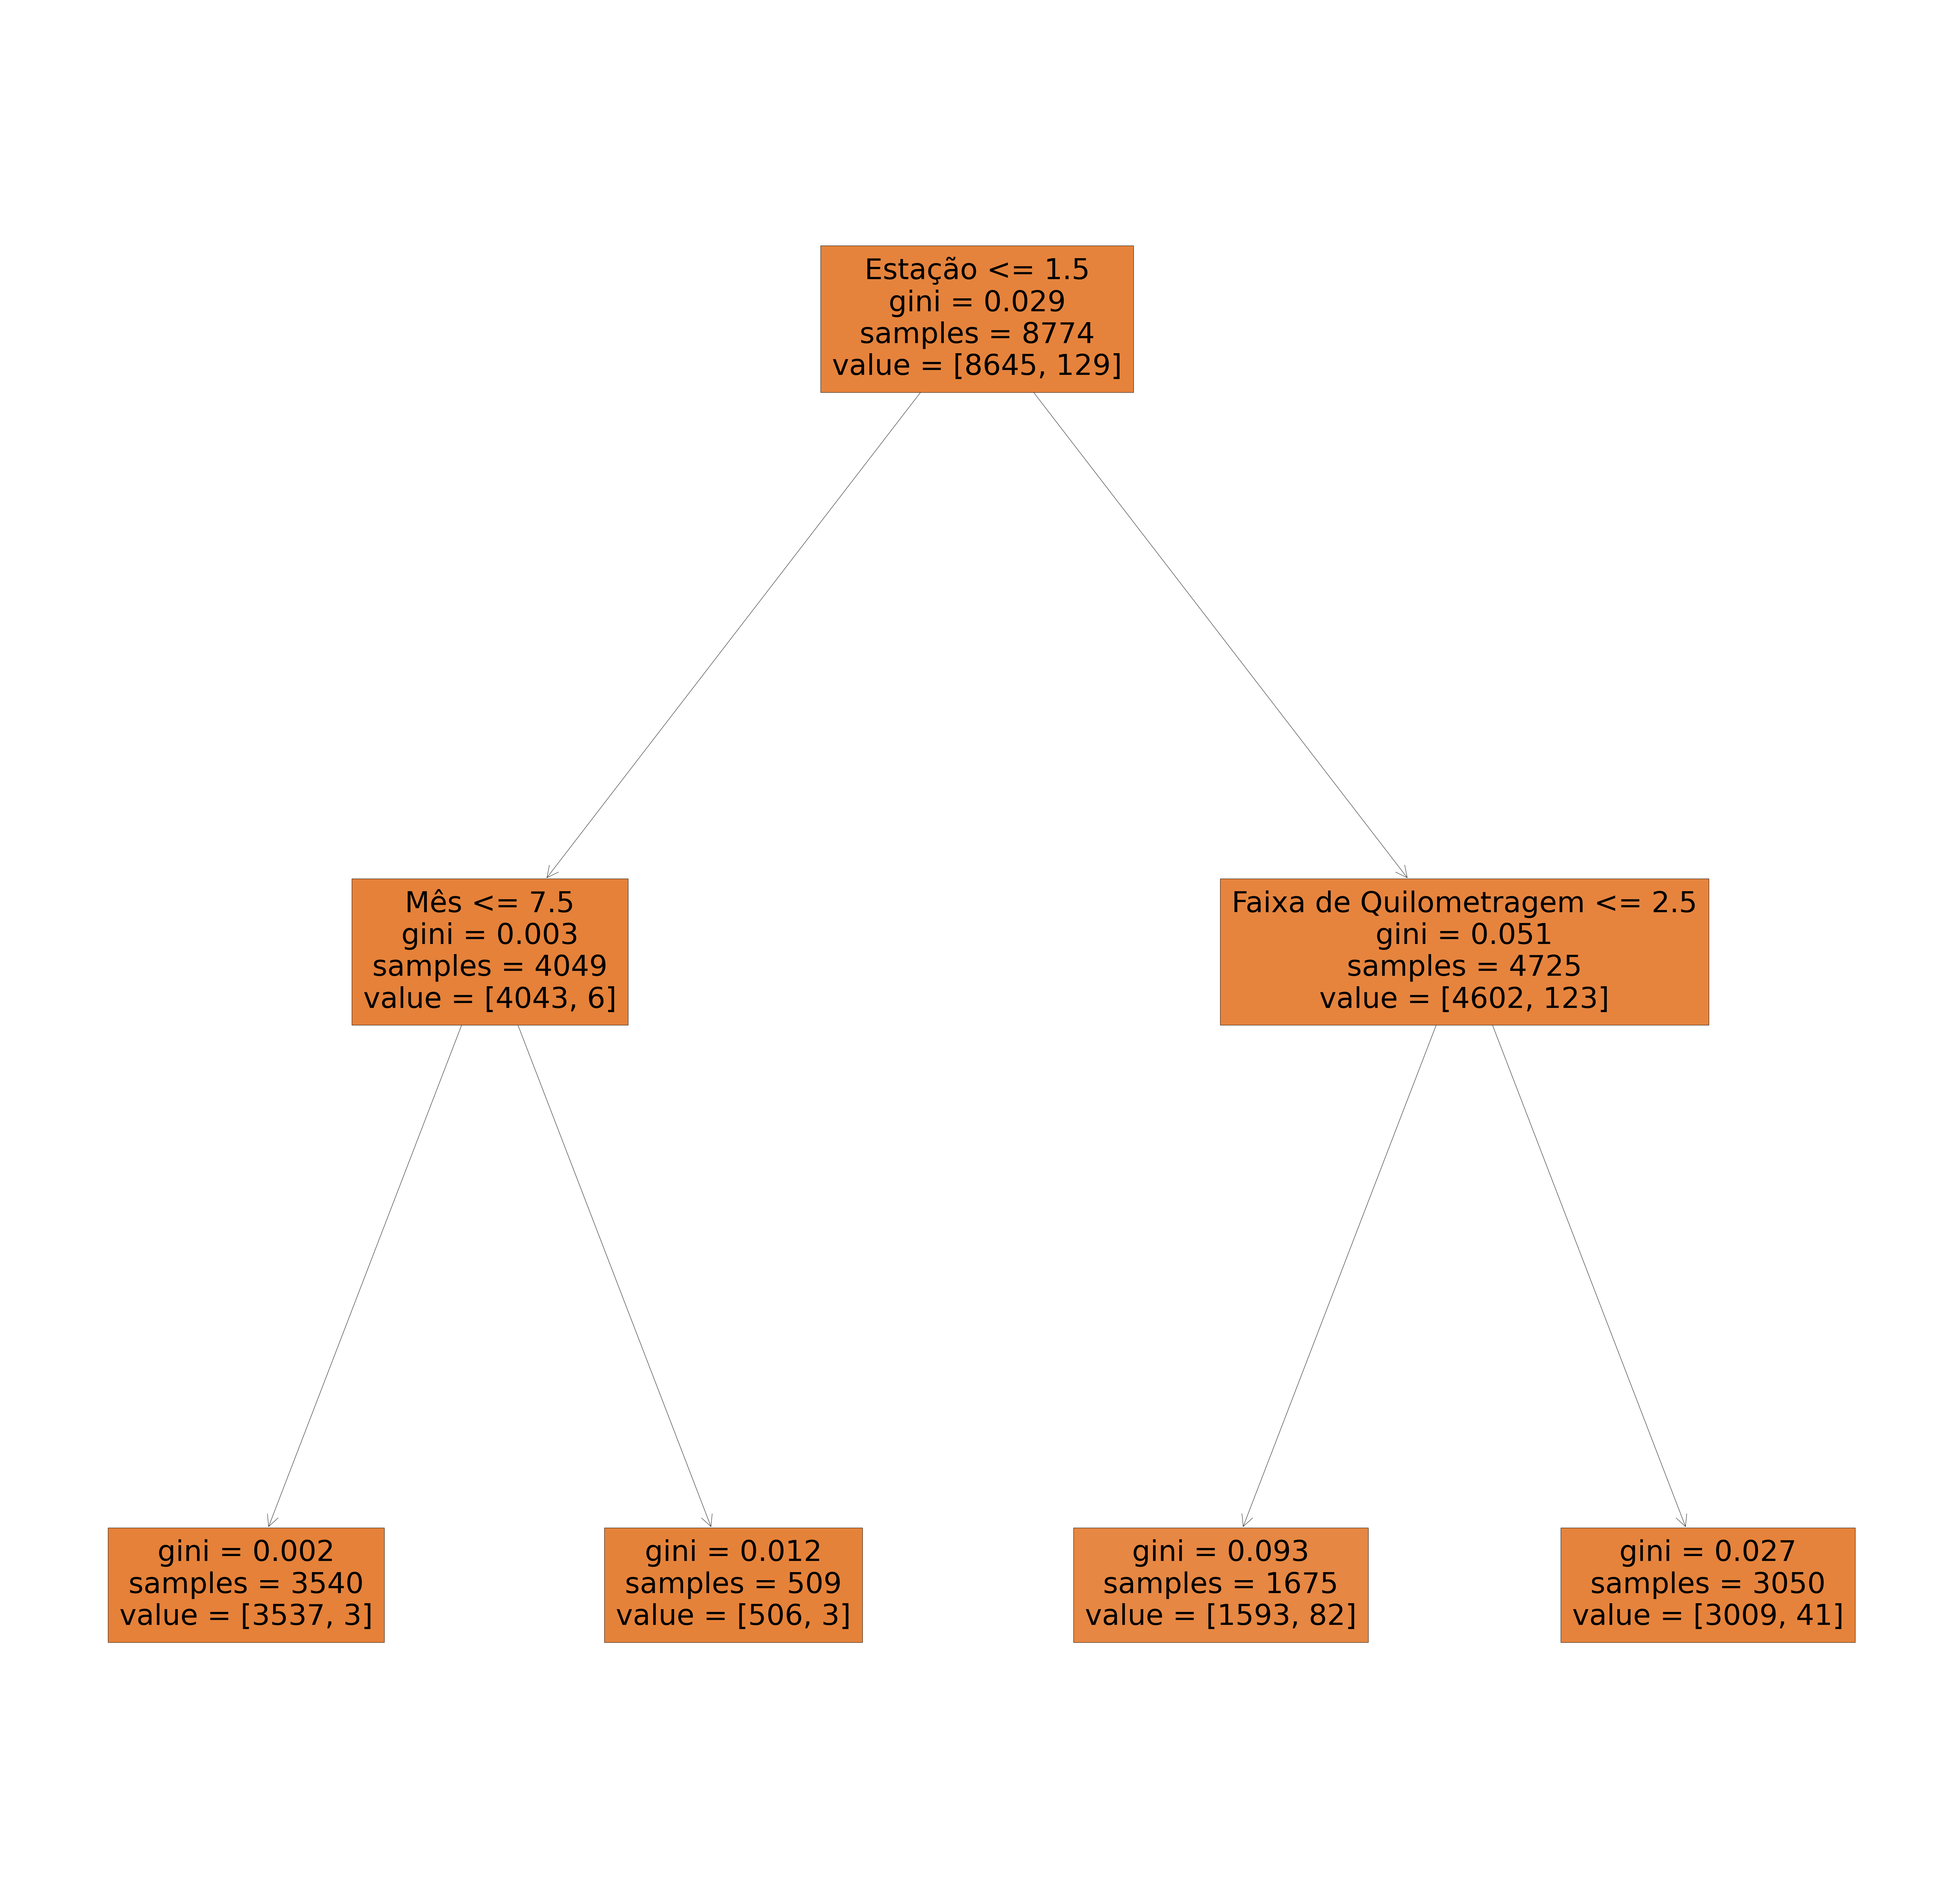 Estação <= 1.5
gini = 0.029
samples = 8774
value = [8645, 129]
Mês <= 7.5
gini = 0.003
samples = 4049
value = [4043, 6]
Faixa de Quilometragem <= 2.5
gini = 0.051
samples = 4725
value = [4602, 123]
gini = 0.002
samples = 3540
value = [3537, 3]
gini = 0.012
samples = 509
value = [506, 3]
gini = 0.093
samples = 1675
value = [1593, 82]
gini = 0.027
samples = 3050
value = [3009, 41]